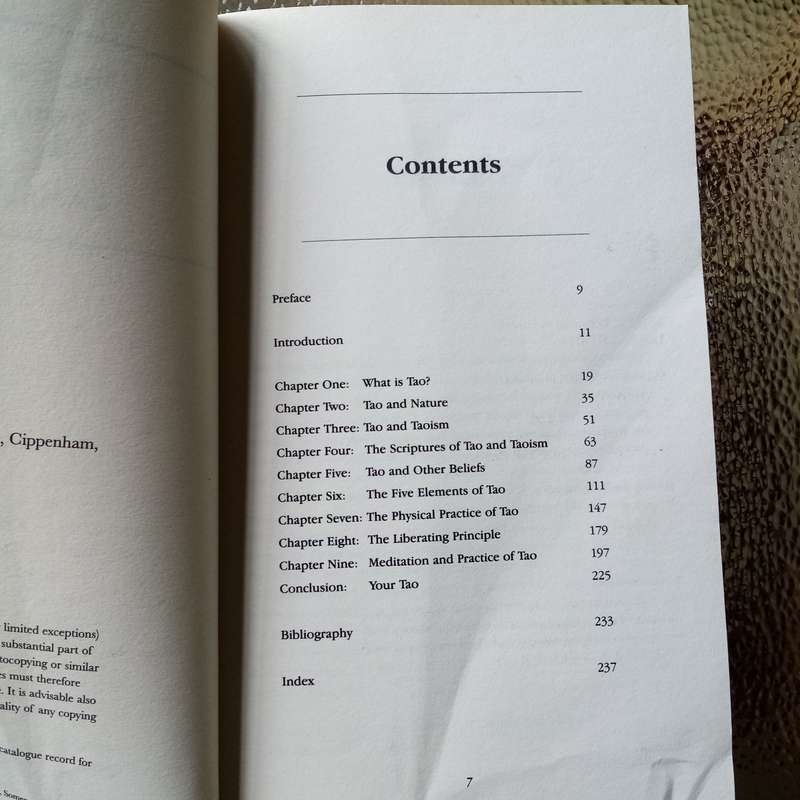 , Cippenham,
limited exceptions)
substantial part of
tocopying or similar
es must therefore
. It is advisable also
ality of any copying
catalogue record for
, Somer
Contents
Preface 9
Introduction 11
Chapter One: What is Tao? 19
Chapter Two: Tao and Nature 35
Chapter Three: Tao and Taoism 51
Chapter Four: The Scriptures of Tao and Taoism 63
Chapter Five: Tao and Other Beliefs 87
Chapter Six: The Five Elements of Tao 111
Chapter Seven: The Physical Practice of Tao 147
Chapter Eight: The Liberating Principle 179
Chapter Nine: Meditation and Practice of Tao 197
Conclusion: Your Tao 225
Bibliography 233
Index 237
7